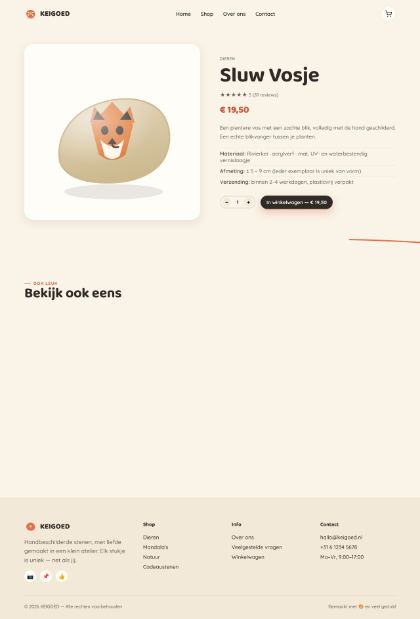 KEIGOED
Home Shop Over ons Contact
DIEREN
Sluw Vosje
★★★★★ 5 (31 reviews)
€ 19,50
Een pientere vos met een zachte blik, volledig met de hand geschilderd.
Een echte blikvanger tussen je planten.
Materiaal: Rivierkei · acrylverf · mat, UV- en waterbestendig
vernislaagje
Afmeting: ± 5 – 9 cm (ieder exemplaar is uniek van vorm)
Verzending: binnen 2-4 werkdagen, plasticvrij verpakt
− 1 +
In winkelwagen — € 19,50
— OOK LEUK
Bekijk ook eens
KEIGOED
Handbeschilderde stenen, met liefde
gemaakt in een klein atelier. Elk stukje
is uniek — net als jij.
Shop
Dieren
Mandala's
Natuur
Cadeaustenen
Info
Over ons
Veelgestelde vragen
Winkelwagen
Contact
hallo@keigoed.nl
+31 6 1234 5678
Ma–Vr, 9:00–17:00
© 2025 KEIGOED — Alle rechten voorbehouden
Gemaakt met 🎨 en veel geduld